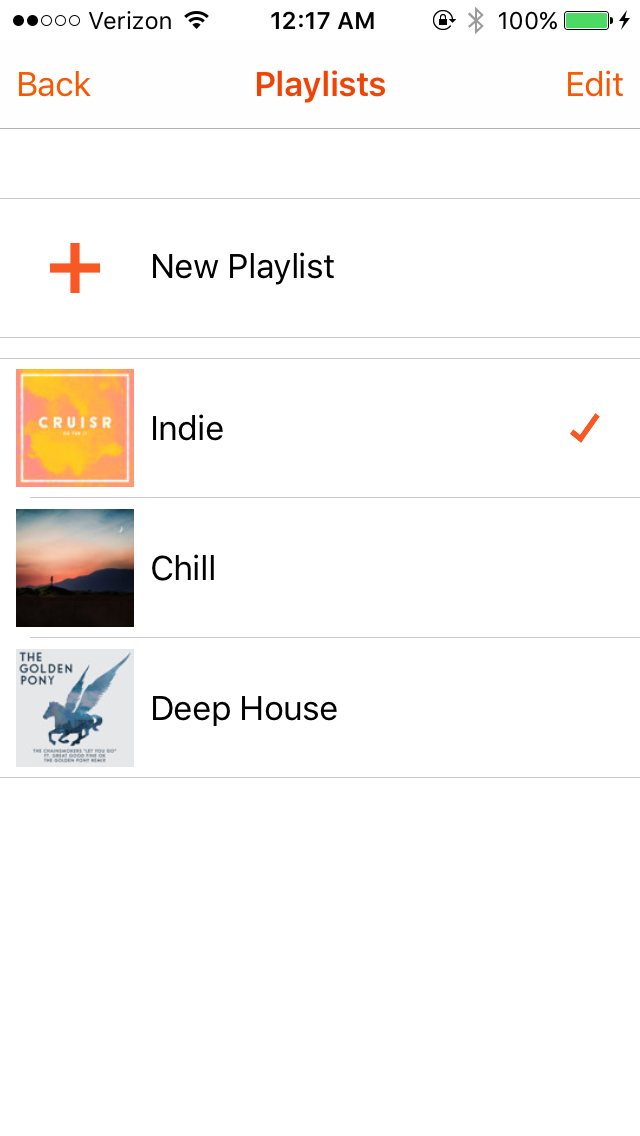 Verizon 12:17 AM 100%
Back Playlists Edit
New Playlist
CRUISR
Indie
Chill
THE
GOLDEN
PONY
THE CHAINSMOKERS "LET YOU GO"
FT. GREAT GOOD FINE OK
THE GOLDEN PONY REMIX
Deep House